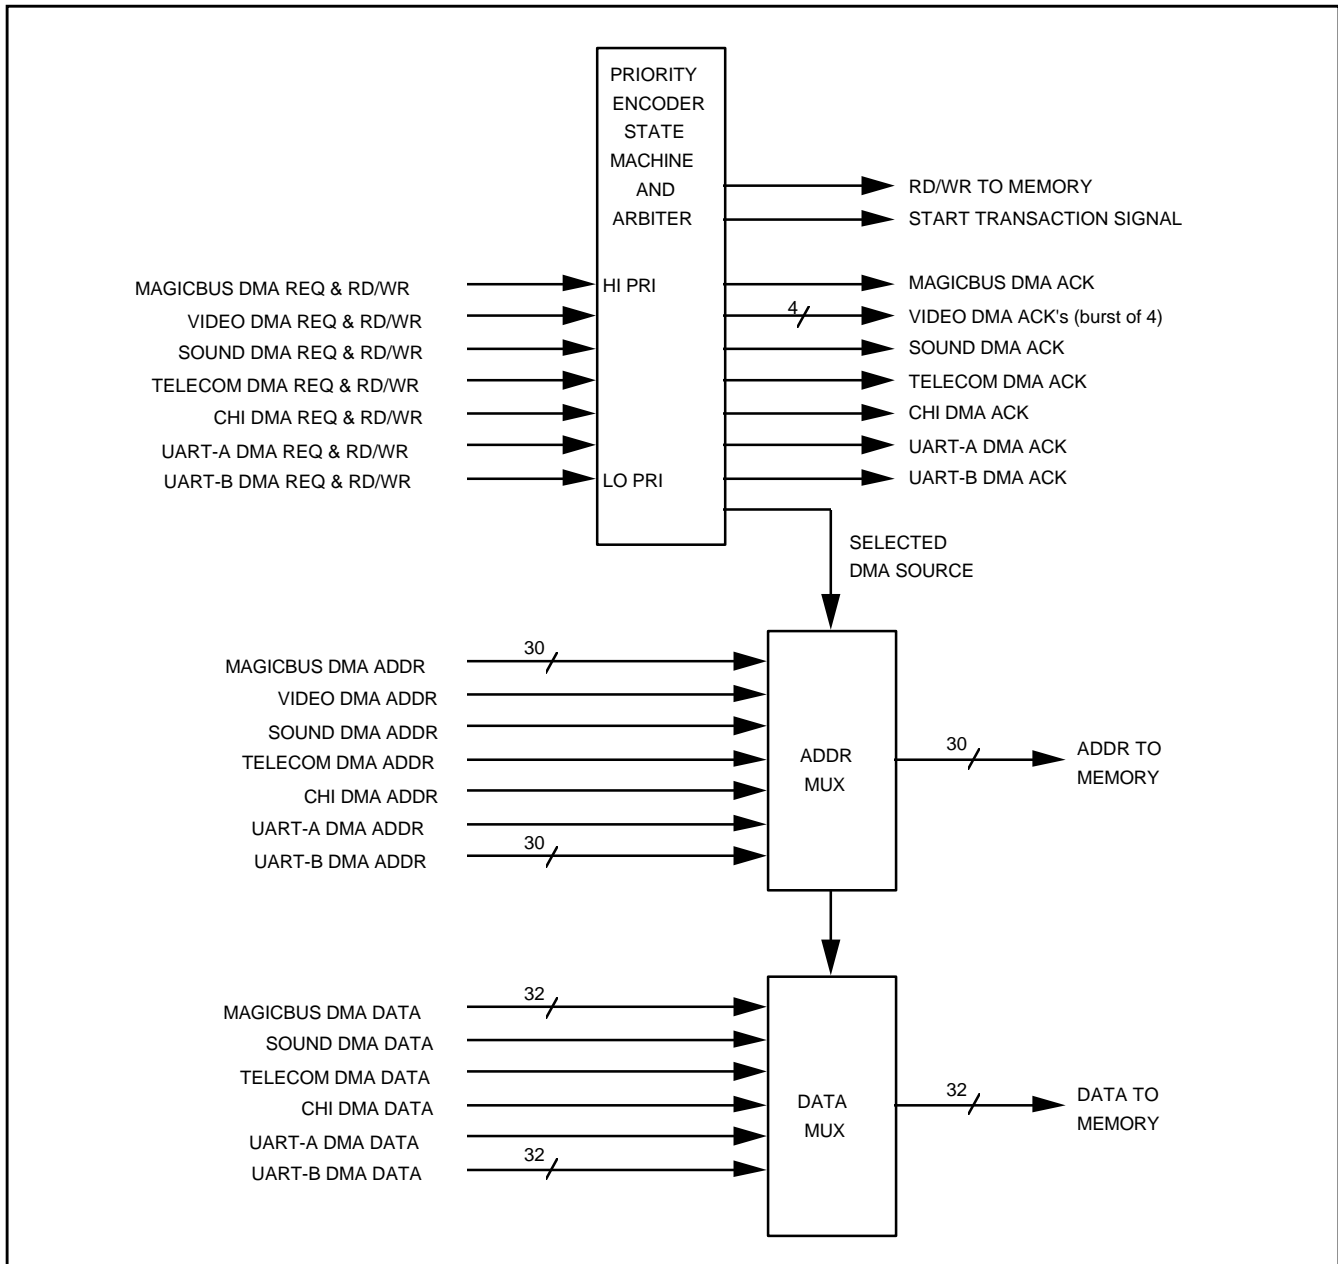 PRIORITY
ENCODER
STATE
MACHINE
AND
ARBITER
RD/WR TO MEMORY
START TRANSACTION SIGNAL
MAGICBUS DMA REQ & RD/WR
HI PRI
MAGICBUS DMA ACK
VIDEO DMA REQ & RD/WR
4
VIDEO DMA ACK's (burst of 4)
SOUND DMA REQ & RD/WR
SOUND DMA ACK
TELECOM DMA REQ & RD/WR
TELECOM DMA ACK
CHI DMA REQ & RD/WR
CHI DMA ACK
UART-A DMA REQ & RD/WR
UART-A DMA ACK
UART-B DMA REQ & RD/WR
LO PRI
UART-B DMA ACK
SELECTED
DMA SOURCE
MAGICBUS DMA ADDR
30
VIDEO DMA ADDR
SOUND DMA ADDR
TELECOM DMA ADDR
CHI DMA ADDR
UART-A DMA ADDR
UART-B DMA ADDR
30
ADDR
MUX
30
ADDR TO
MEMORY
MAGICBUS DMA DATA
32
SOUND DMA DATA
TELECOM DMA DATA
CHI DMA DATA
UART-A DMA DATA
UART-B DMA DATA
32
DATA
MUX
32
DATA TO
MEMORY